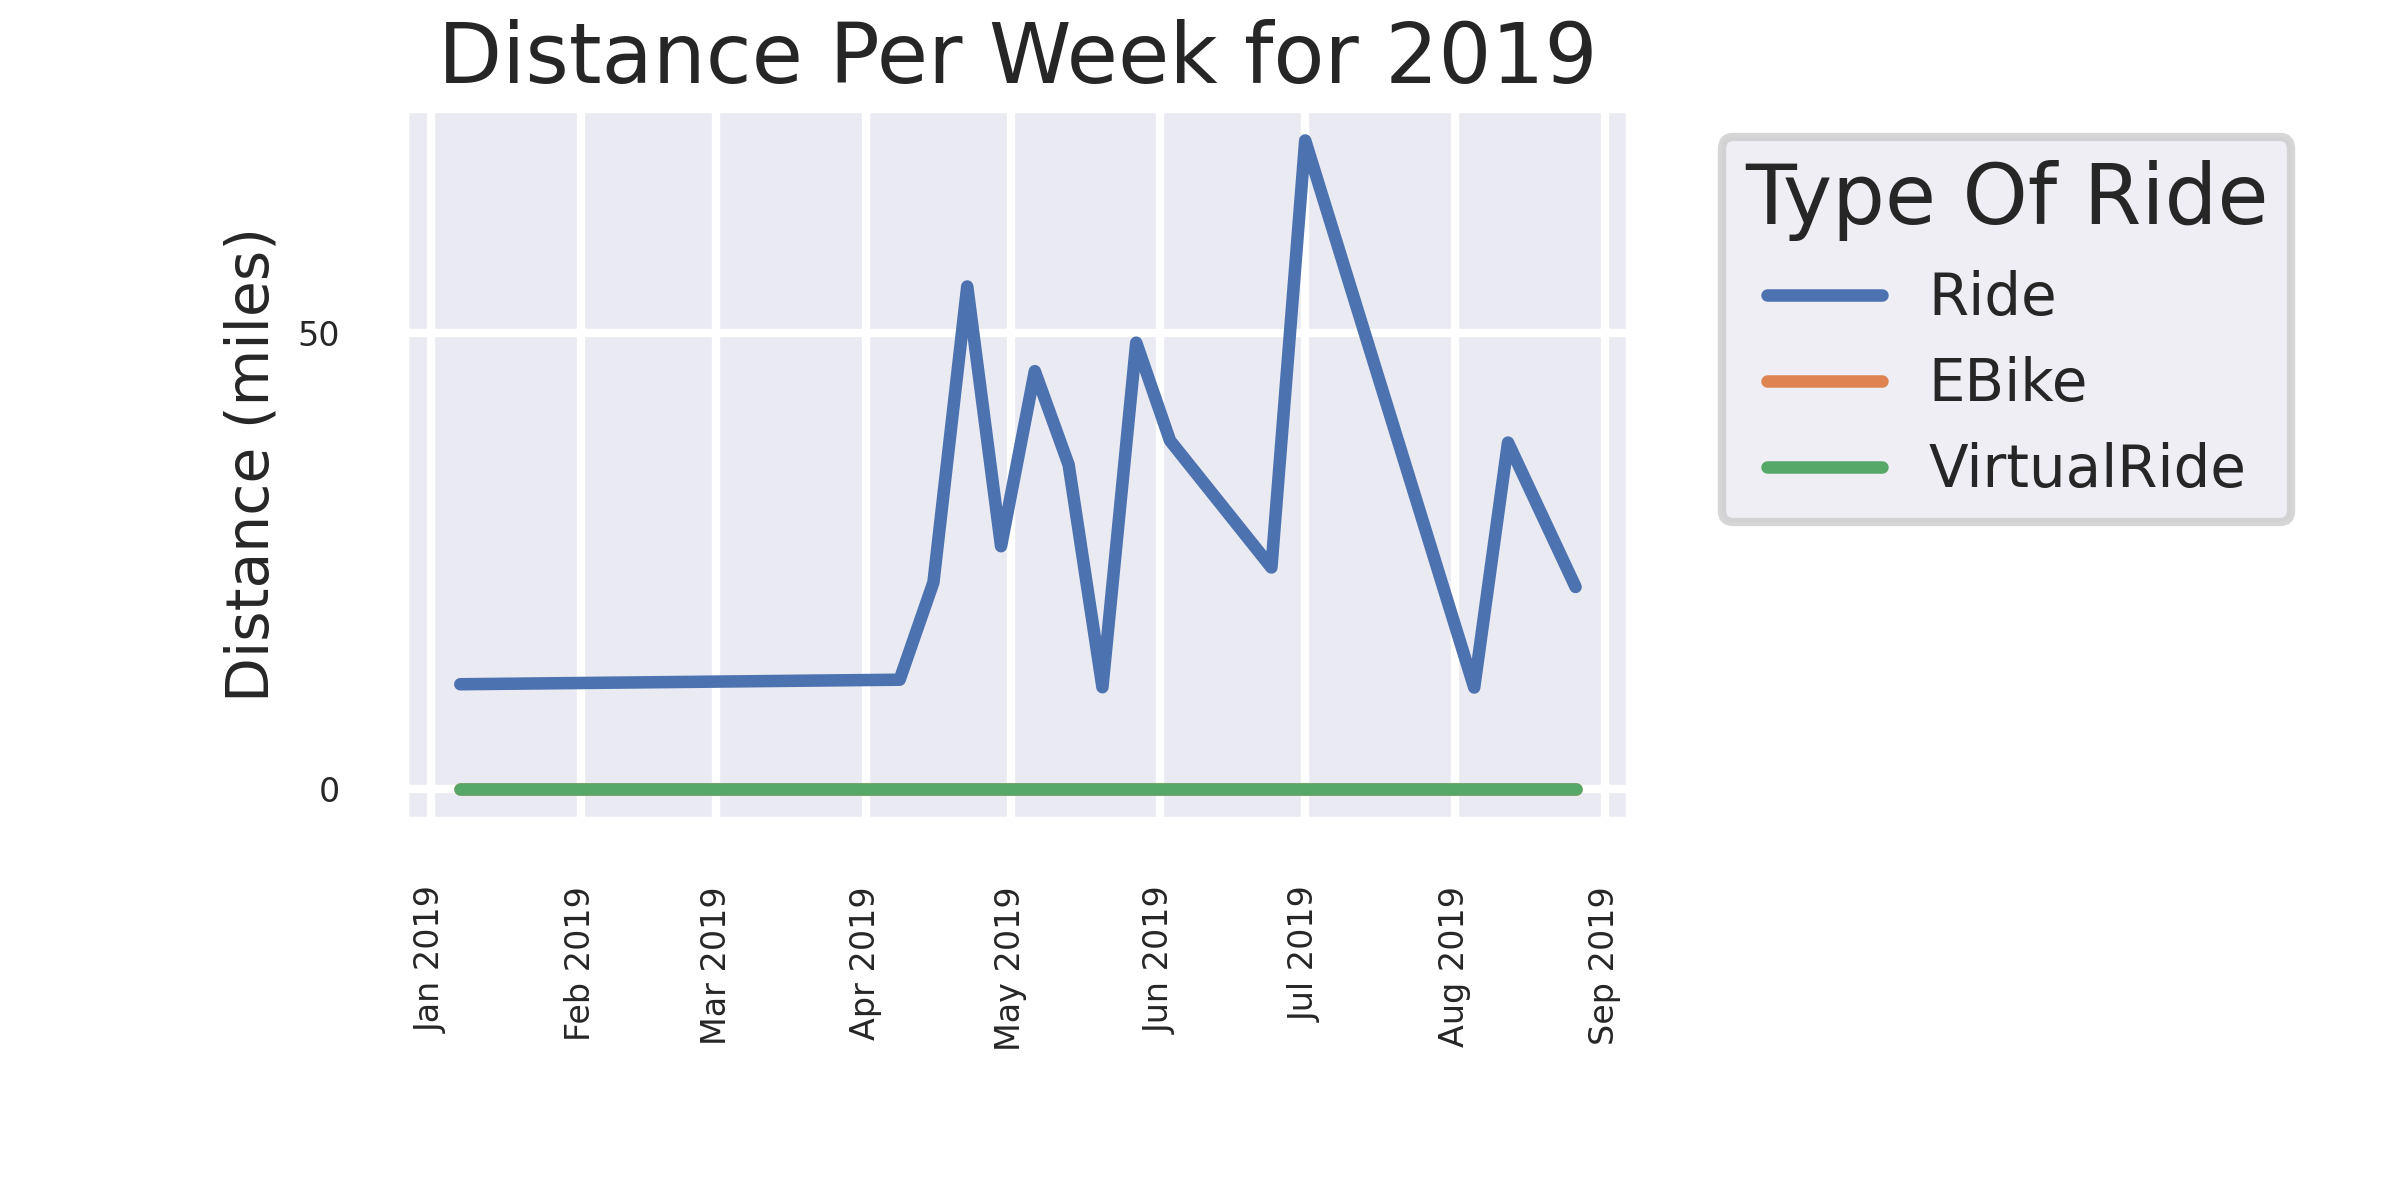 Distance Per Week for 2019
Distance (miles)
50
0
Jan 2019
Feb 2019
Mar 2019
Apr 2019
May 2019
Jun 2019
Jul 2019
Aug 2019
Sep 2019
Type Of Ride
Ride
EBike
VirtualRide